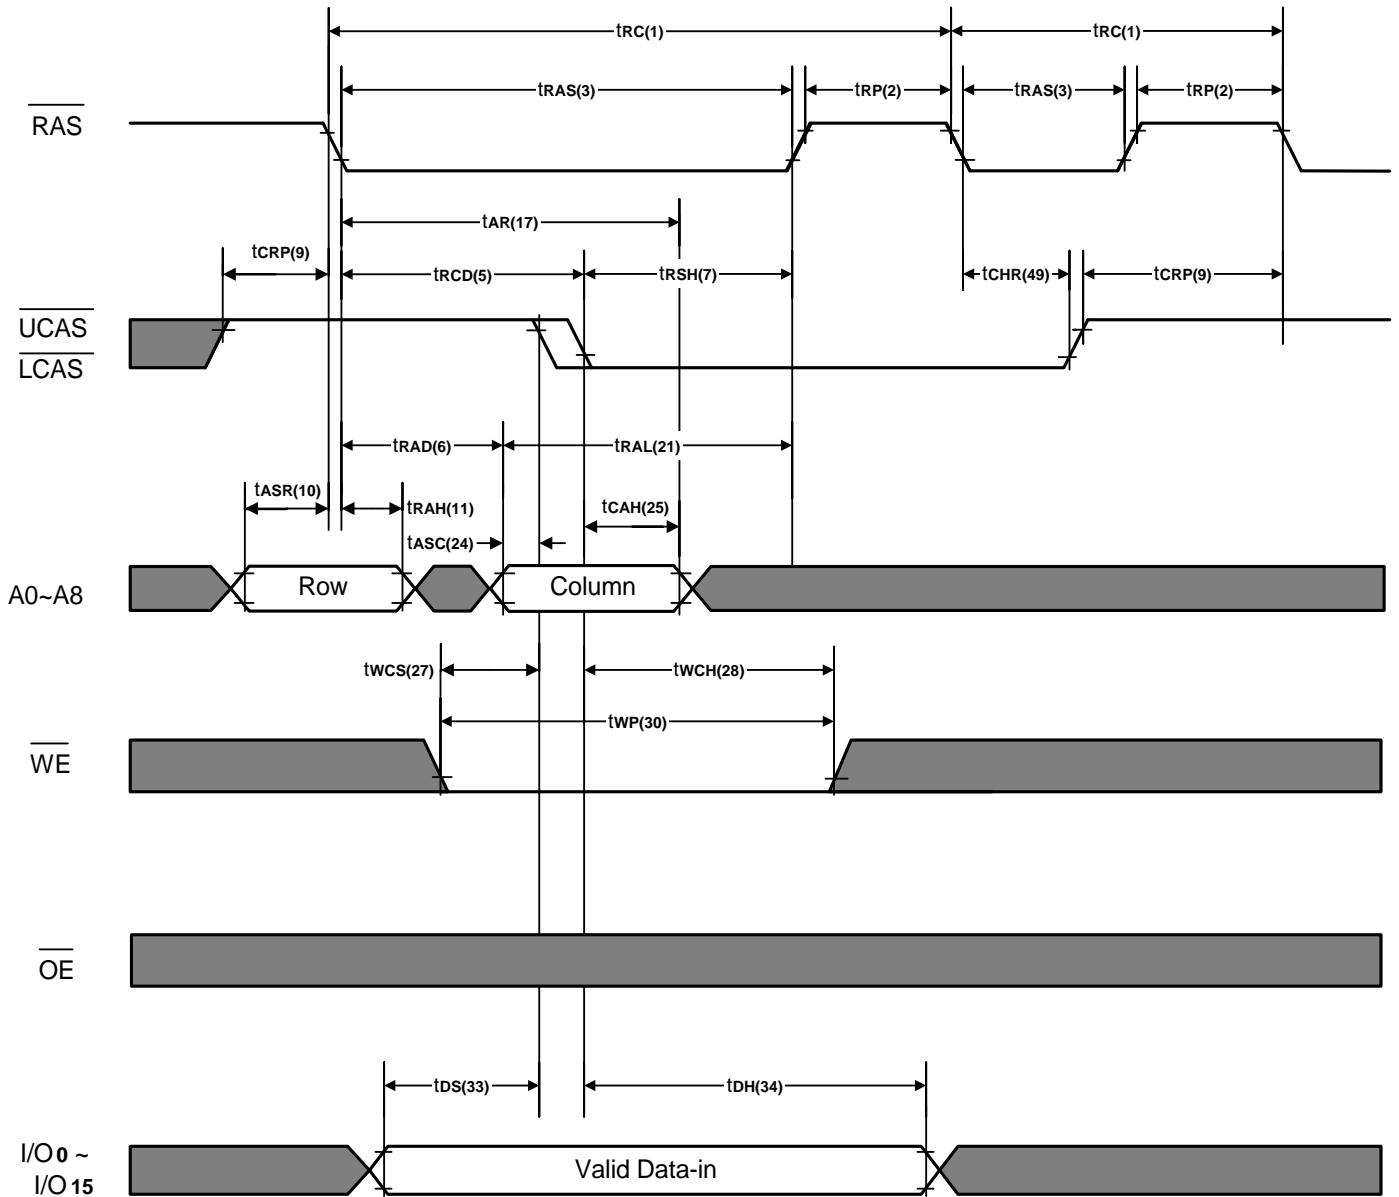 tRC(1) tRC(1)
tRAS(3) tRP(2) tRAS(3) tRP(2)
RAS
tAR(17)
tCRP(9) tRCD(5) tRSH(7) tCHR(49) tCRP(9)
UCAS
LCAS
tRAD(6) tRAL(21)
tASR(10) tRAH(11) tCAH(25)
tASC(24)
A0~A8 Row Column
tWCS(27) tWCH(28)
tWP(30)
WE
OE
tDS(33) tDH(34)
I/O 0 ~
I/O 15
Valid Data-in